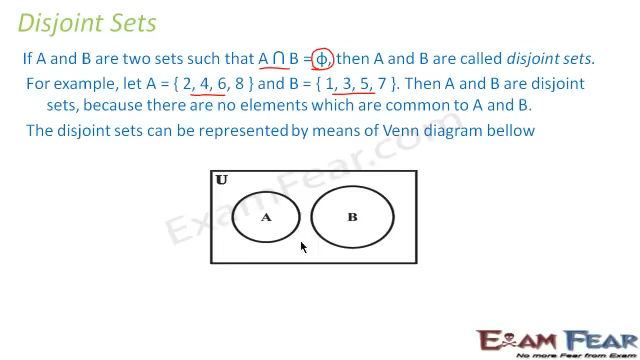 Disjoint Sets
If A and B are two sets such that A ⋂ B = ϕ, then A and B are called disjoint sets.
For example, let A = { 2, 4, 6, 8 } and B = { 1, 3, 5, 7 }. Then A and B are disjoint
sets, because there are no elements which are common to A and B.
The disjoint sets can be represented by means of Venn diagram bellow
U
A
B
ExamFear.com
EXAM FEAR
No more Fear from Exam